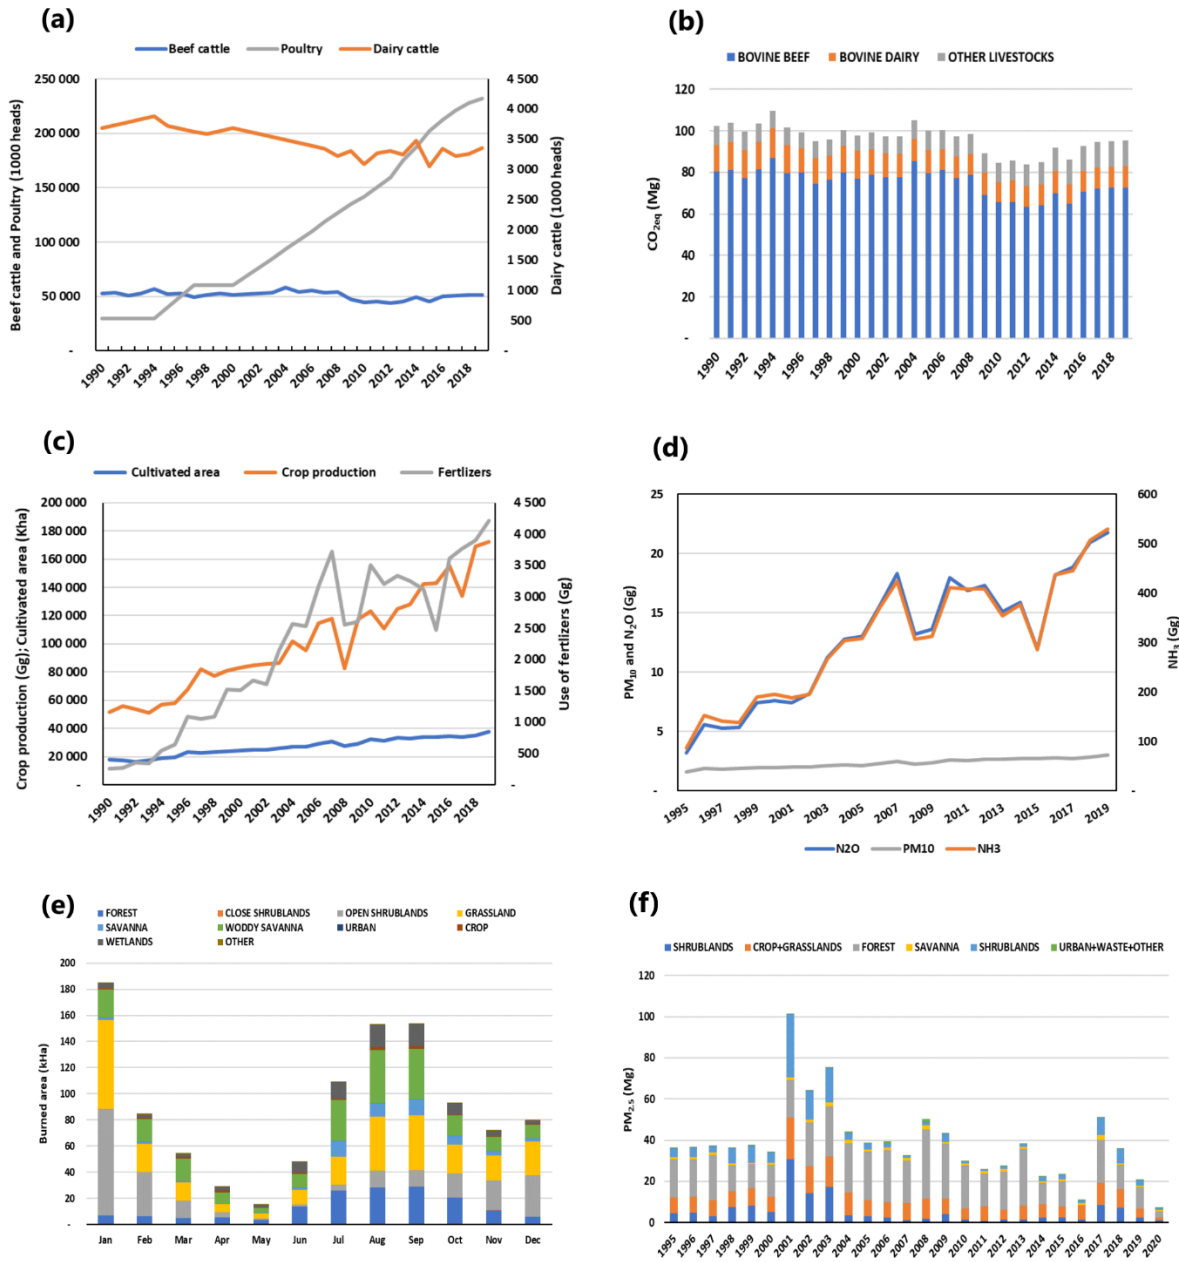 (a)
Beef cattle Poultry Dairy cattle
Beef cattle and Poultry (1000 heads)
250 000
200 000
150 000
100 000
50 000
-
4 500
4 000
3 500
3 000
2 500
2 000
1 500
1 000
500
-
Dairy cattle (1000 heads)
1990 1992 1994 1996 1998 2000 2002 2004 2006 2008 2010 2012 2014 2016 2018
(b)
BOVINE BEEF BOVINE DAIRY OTHER LIVESTOCKS
CO2eq (Mg)
120
100
80
60
40
20
-
1990 1992 1994 1996 1998 2000 2002 2004 2006 2008 2010 2012 2014 2016 2018
(c)
Cultivated area Crop production Fertlizers
Crop production (Gg); Cultivated area (Kha)
200 000
180 000
160 000
140 000
120 000
100 000
80 000
60 000
40 000
20 000
-
4 500
4 000
3 500
3 000
2 500
2 000
1 500
1 000
500
-
Use of fertlizers (Gg)
1990 1992 1994 1996 1998 2000 2002 2004 2006 2008 2010 2012 2014 2016 2018
(d)
PM10 and N2O (Gg)
25
20
15
10
5
-
600
500
400
300
200
100
-
NH3 (Gg)
1995 1997 1999 2001 2003 2005 2007 2009 2011 2013 2015 2017 2019
N2O PM10 NH3
(e)
FOREST CLOSE SHRUBLANDS OPEN SHRUBLANDS GRASSLAND
SAVANNA WODDY SAVANNA URBAN CROP
WETLANDS OTHER
Burned area (kHa)
200
180
160
140
120
100
80
60
40
20
-
Jan Feb Mar Apr May Jun Jul Aug Sep Oct Nov Dec
(f)
SHRUBLANDS CROP+GRASSLANDS FOREST SAVANNA SHRUBLANDS URBAN+WASTE+OTHER
PM2.5 (Mg)
120
100
80
60
40
20
0
1995 1996 1997 1998 1999 2000 2001 2002 2003 2004 2005 2006 2007 2008 2009 2010 2011 2012 2013 2014 2015 2016 2017 2018 2019 2020